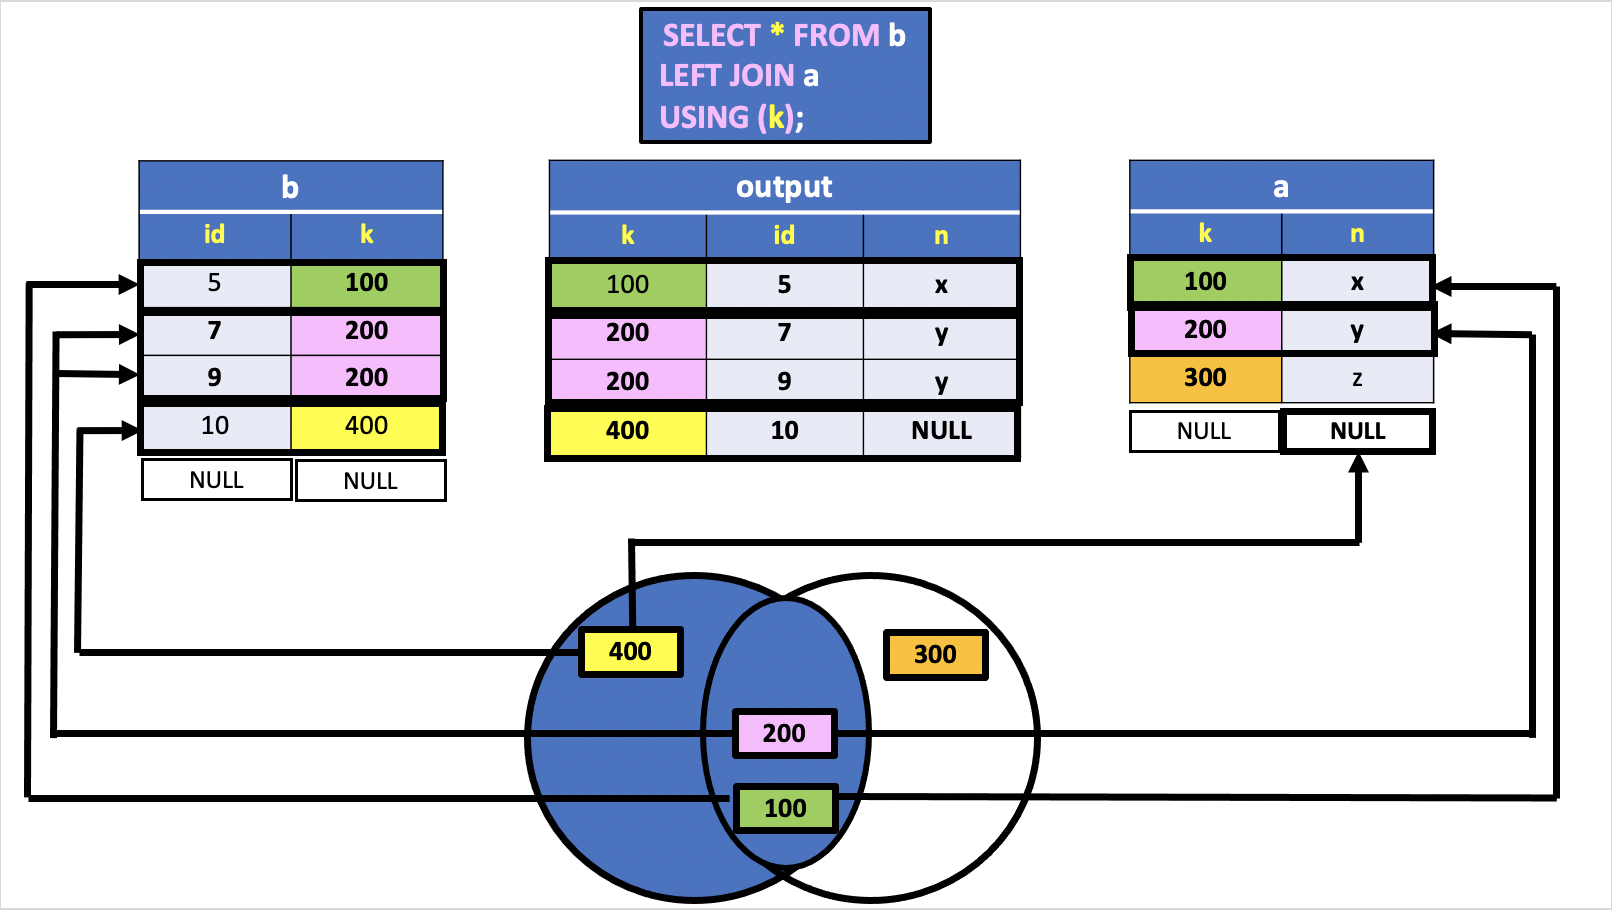 SELECT * FROM b
LEFT JOIN a
USING (k);
b
id k
5 100
7 200
9 200
10 400
NULL NULL
output
k id n
100 5 x
200 7 y
200 9 y
400 10 NULL
a
k n
100 x
200 y
300 z
NULL NULL
400
300
200
100